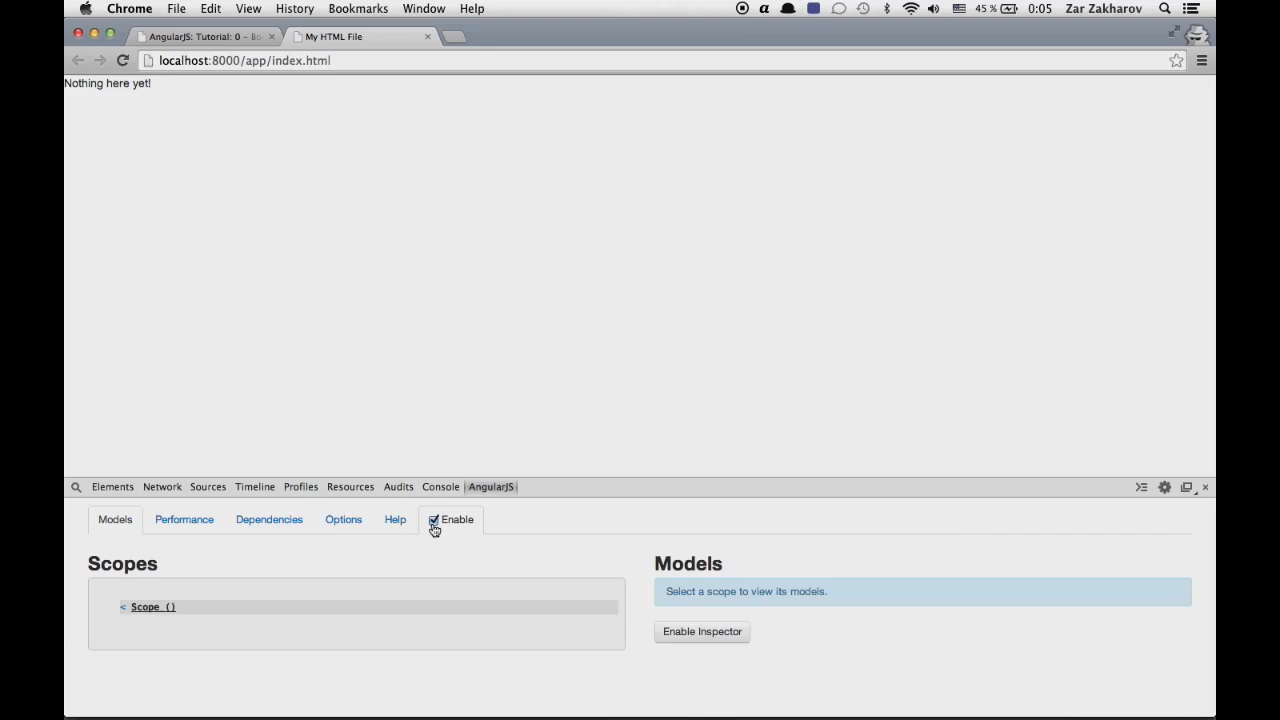 Chrome File Edit View History Bookmarks Window Help 45 % 0:05 Zar Zakharov
AngularJS: Tutorial: 0 – Bo My HTML File
localhost:8000/app/index.html
Nothing here yet!
Elements Network Sources Timeline Profiles Resources Audits Console AngularJS
Models Performance Dependencies Options Help Enable
Scopes Models
Select a scope to view its models.
< Scope ()
Enable Inspector